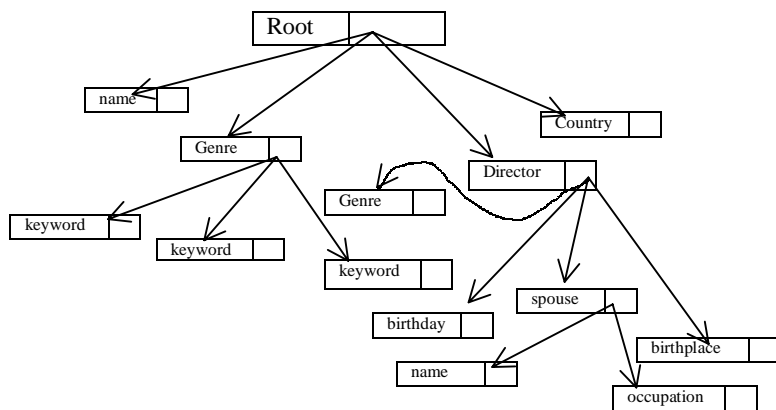 Root
name
Country
Genre
Director
Genre
keyword
keyword
keyword
spouse
birthday
birthplace
name
occupation